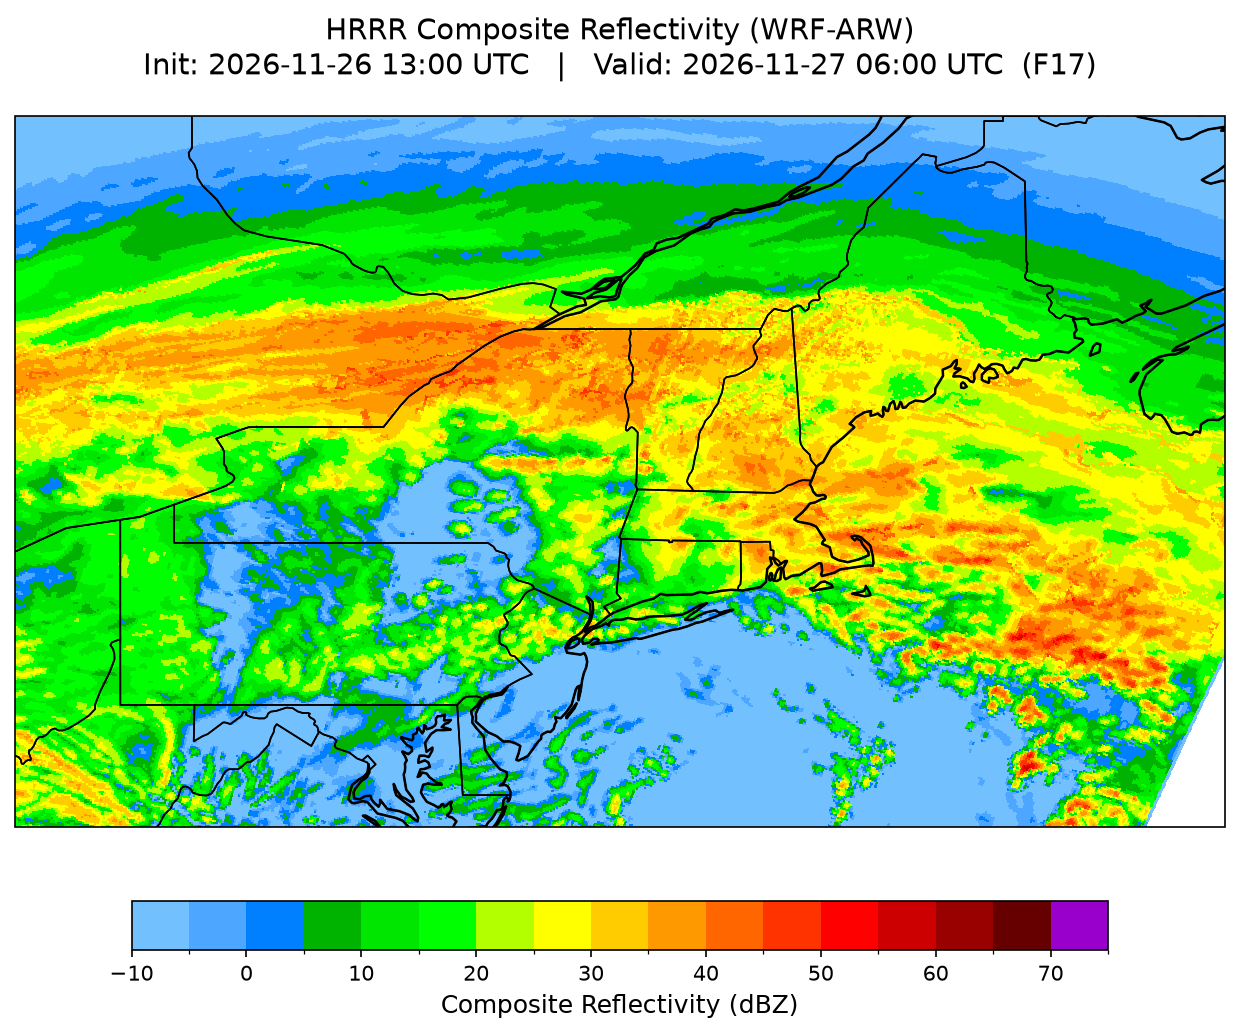 HRRR Composite Reflectivity (WRF-ARW)
Init: 2026-11-26 13:00 UTC | Valid: 2026-11-27 06:00 UTC (F17)
−10 0 10 20 30 40 50 60 70
Composite Reflectivity (dBZ)